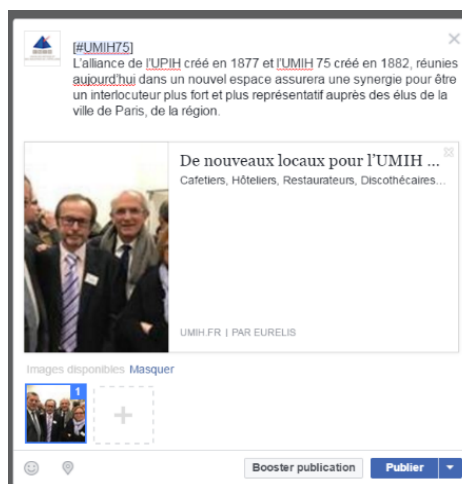 [#UMIH75]
L'alliance de l'UPIH créé en 1877 et l'UMIH 75 créé en 1882, réunies
aujourd'hui dans un nouvel espace assurera une synergie pour être
un interlocuteur plus fort et plus représentatif auprès des élus de la
ville de Paris, de la région.
De nouveaux locaux pour l'UMIH ...
Cafetiers, Hôteliers, Restaurateurs, Discothécaires...
UMIH.FR | PAR EURELIS
Images disponibles Masquer
1
Booster publication Publier